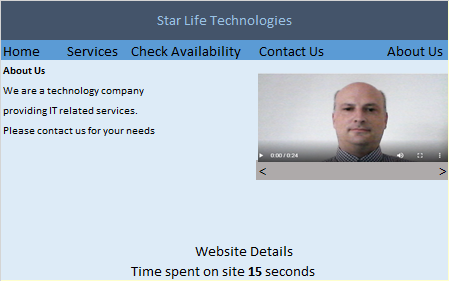 Star Life Technologies
Home Services Check Availability Contact Us About Us
About Us
We are a technology company
providing IT related services.
Please contact us for your needs
0:00 / 0:24
< >
Website Details
Time spent on site 15 seconds